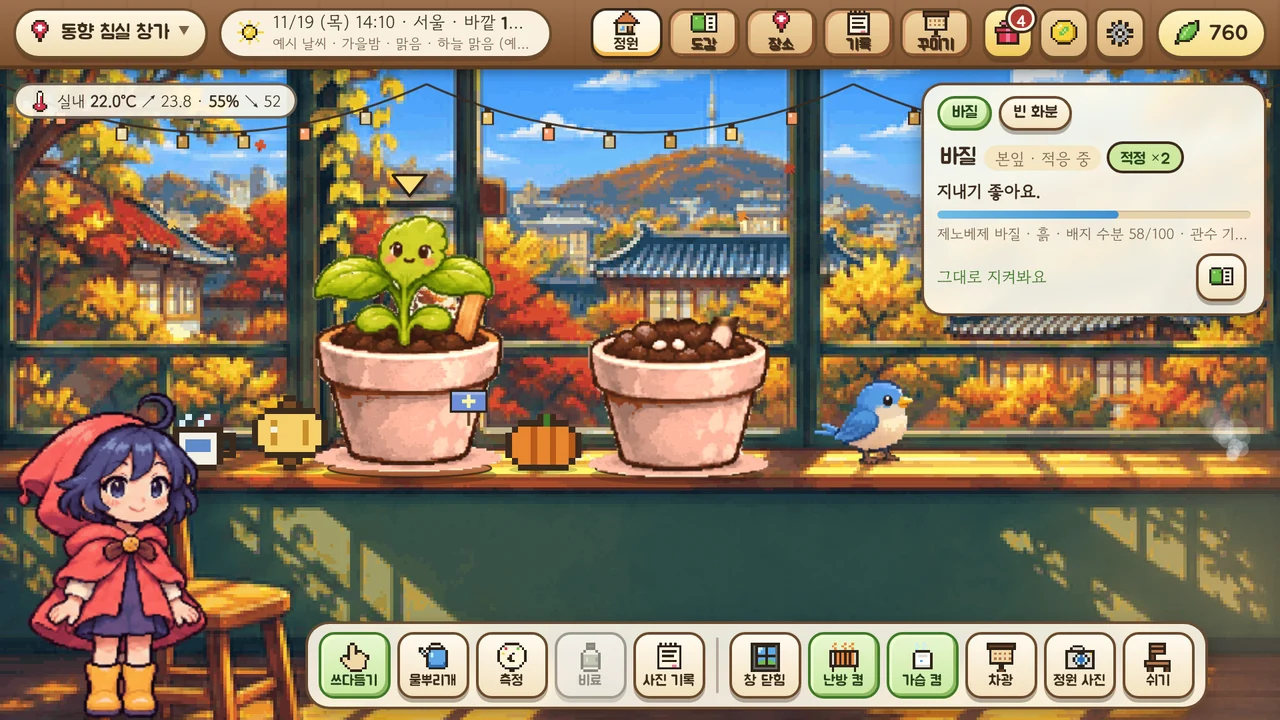 동향 침실 창가 ▼
11/19 (목) 14:10 · 서울 · 바깥 1…
예시 날씨 · 가을밤 · 맑음 · 하늘 맑음 (예…
정원
도감
장소
기록
꾸미기
4
760
실내 22.0°C ↗ 23.8 · 55% ↘ 52
바질
빈 화분
바질 본잎 · 적응 중 적정 ×2
지내기 좋아요.
제노베제 바질 · 흙 · 배지 수분 58/100 · 관수 기…
그대로 지켜봐요
쓰다듬기
물뿌리개
측정
비료
사진 기록
창 닫힘
난방 켬
가습 켬
차광
정원 사진
쉬기